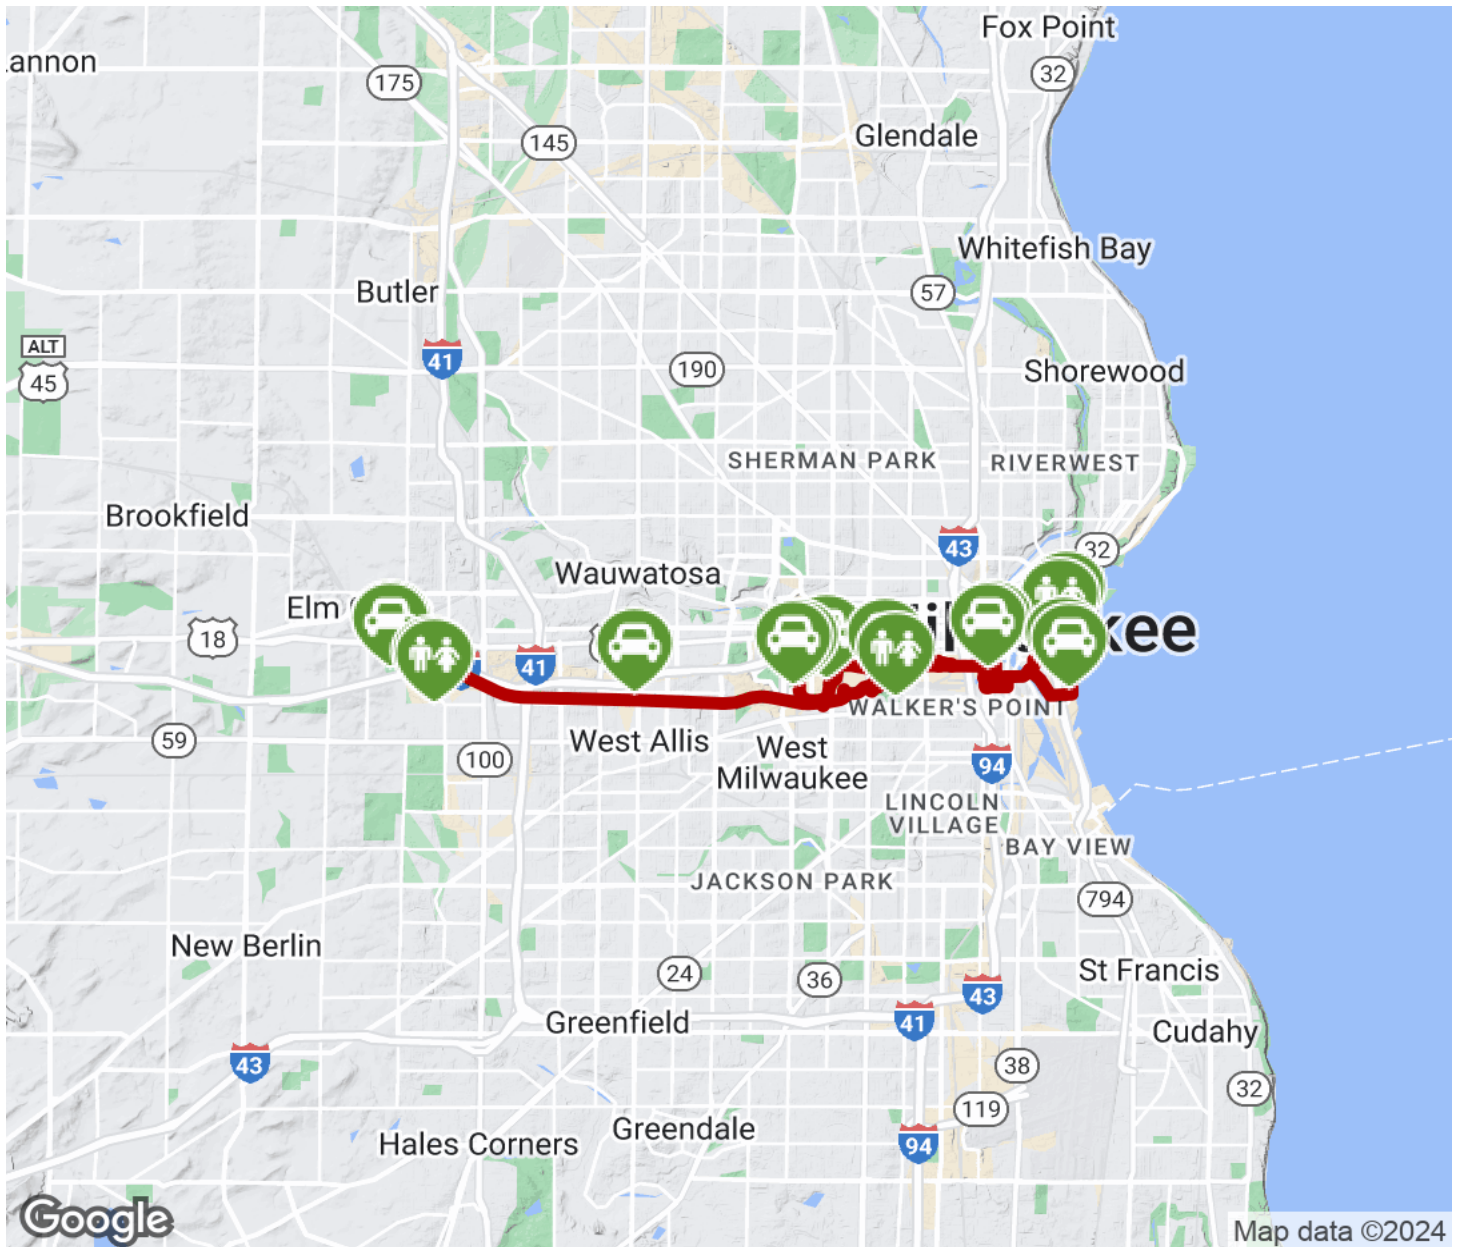 Fox Point
Lannon
32
175
Glendale
145
Whitefish Bay
Butler
57
ALT
45
41
190
Shorewood
SHERMAN PARK
RIVERWEST
Brookfield
43
32
Wauwatosa
Elm
18
41
kee
WALKER'S POINT
59
West Allis
100
West
Milwaukee
94
LINCOLN
VILLAGE
BAY VIEW
JACKSON PARK
794
New Berlin
24
36
St Francis
43
Greenfield
41
Cudahy
43
38
32
119
Greendale
Hales Corners
94
Google
Map data ©2024